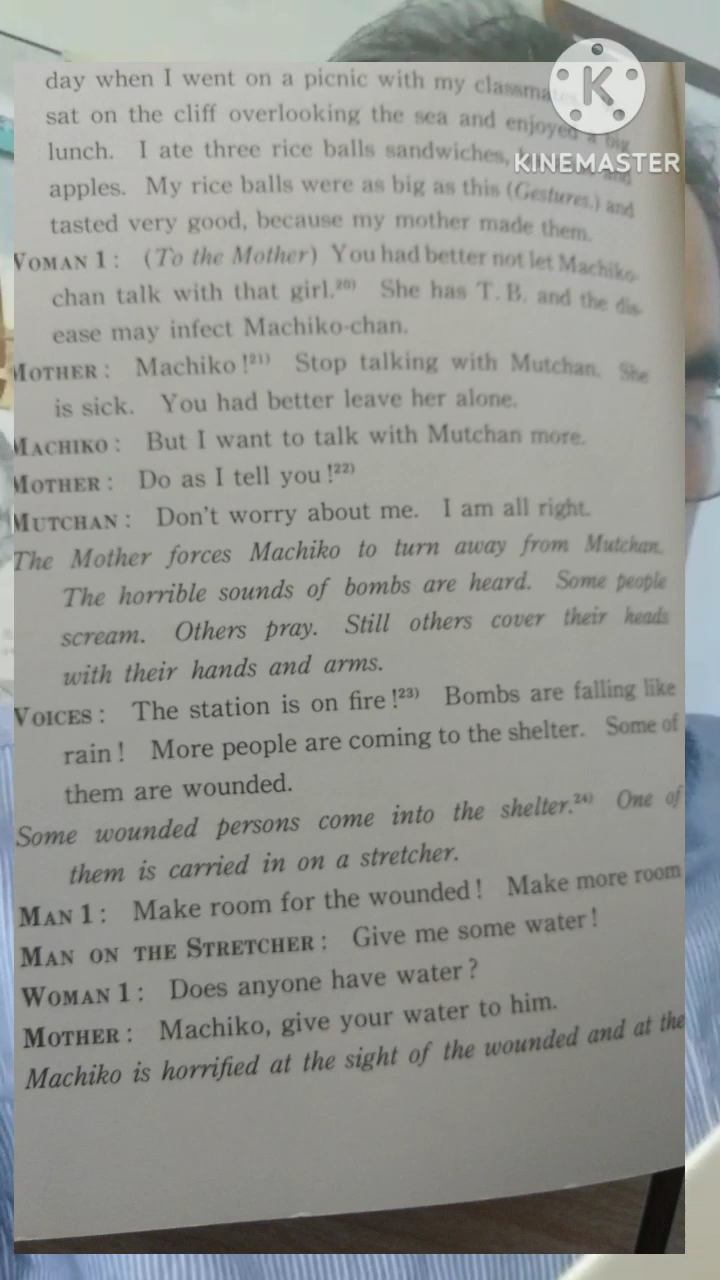 day when I went on a picnic with my
sat on the cliff overlooking the sea and enjoyed a big
KINEMASTER
lunch. I ate three rice balls sandwiches, and
apples. My rice balls were as big as this (Gestures.) and
tasted very good, because my mother made them.
WOMAN 1: (To the Mother) You had better not let Machiko-
chan talk with that girl.20) She has T.B. and the dis-
ease may infect Machiko-chan.
MOTHER: Machiko!21) Stop talking with Mutchan. She
is sick. You had better leave her alone.
MACHIKO: But I want to talk with Mutchan more.
MOTHER: Do as I tell you!22)
MUTCHAN: Don't worry about me. I am all right.
The Mother forces Machiko to turn away from Mutchan.
The horrible sounds of bombs are heard. Some people
scream. Others pray. Still others cover their heads
with their hands and arms.
VOICES: The station is on fire!23) Bombs are falling like
rain! More people are coming to the shelter. Some of
them are wounded.
Some wounded persons come into the shelter.24) One of
them is carried in on a stretcher.
MAN 1: Make room for the wounded! Make more room
MAN ON THE STRETCHER: Give me some water!
WOMAN 1: Does anyone have water?
MOTHER: Machiko, give your water to him.
Machiko is horrified at the sight of the wounded and at the